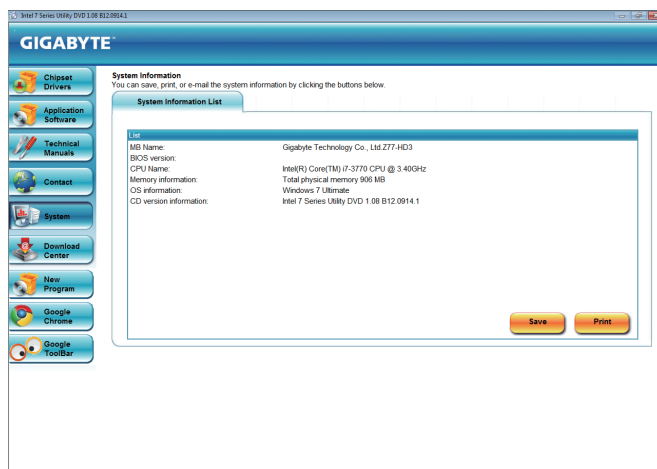 Intel 7 Series Utility DVD 1.08 B12.0914.1
GIGABYTE™
Chipset
Drivers
Application
Software
Technical
Manuals
Contact
System
Download
Center
New
Program
Google
Chrome
Google
ToolBar
System Information
You can save, print, or e-mail the system information by clicking the buttons below.
System Information List
List
MB Name: Gigabyte Technology Co., Ltd.Z77-HD3
BIOS version:
CPU Name: Intel(R) Core(TM) i7-3770 CPU @ 3.40GHz
Memory information: Total physical memory 906 MB
OS information: Windows 7 Ultimate
CD version information: Intel 7 Series Utility DVD 1.08 B12.0914.1
Save Print